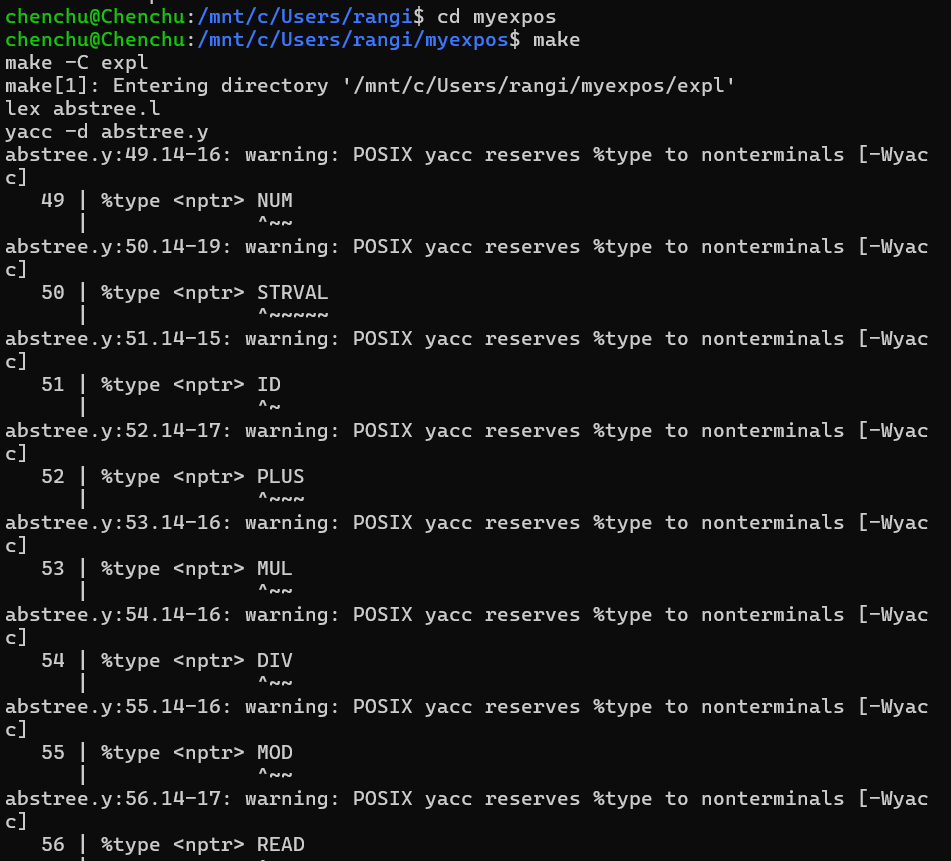 chenchu@Chenchu:/mnt/c/Users/rangi$ cd myexpos
chenchu@Chenchu:/mnt/c/Users/rangi/myexpos$ make
make -C expl
make[1]: Entering directory '/mnt/c/Users/rangi/myexpos/expl'
lex abstree.l
yacc -d abstree.y
abstree.y:49.14-16: warning: POSIX yacc reserves %type to nonterminals [-Wyac
c]
   49 | %type <nptr> NUM
      |              ^~~
abstree.y:50.14-19: warning: POSIX yacc reserves %type to nonterminals [-Wyac
c]
   50 | %type <nptr> STRVAL
      |              ^~~~~~
abstree.y:51.14-15: warning: POSIX yacc reserves %type to nonterminals [-Wyac
c]
   51 | %type <nptr> ID
      |              ^~
abstree.y:52.14-17: warning: POSIX yacc reserves %type to nonterminals [-Wyac
c]
   52 | %type <nptr> PLUS
      |              ^~~~
abstree.y:53.14-16: warning: POSIX yacc reserves %type to nonterminals [-Wyac
c]
   53 | %type <nptr> MUL
      |              ^~~
abstree.y:54.14-16: warning: POSIX yacc reserves %type to nonterminals [-Wyac
c]
   54 | %type <nptr> DIV
      |              ^~~
abstree.y:55.14-16: warning: POSIX yacc reserves %type to nonterminals [-Wyac
c]
   55 | %type <nptr> MOD
      |              ^~~
abstree.y:56.14-17: warning: POSIX yacc reserves %type to nonterminals [-Wyac
c]
   56 | %type <nptr> READ